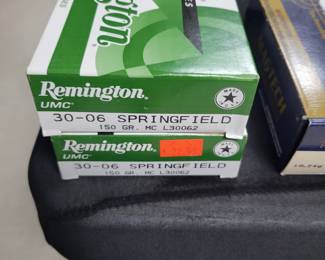 Remington
UMC
30-06 SPRINGFIELD
150 GR. MC L30062
Remington
UMC
30-06 SPRINGFIELD
150 GR. MC L30062